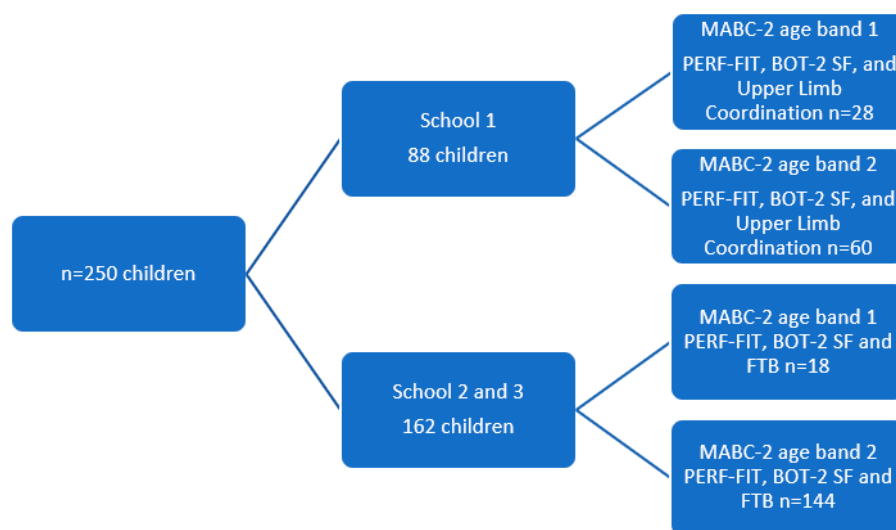 n=250 children
School 1
88 children
School 2 and 3
162 children
MABC-2 age band 1
PERF-FIT, BOT-2 SF, and
Upper Limb
Coordination n=28
MABC-2 age band 2
PERF-FIT, BOT-2 SF, and
Upper Limb
Coordination n=60
MABC-2 age band 1
PERF-FIT, BOT-2 SF and
FTB n=18
MABC-2 age band 2
PERF-FIT, BOT-2 SF and
FTB n=144